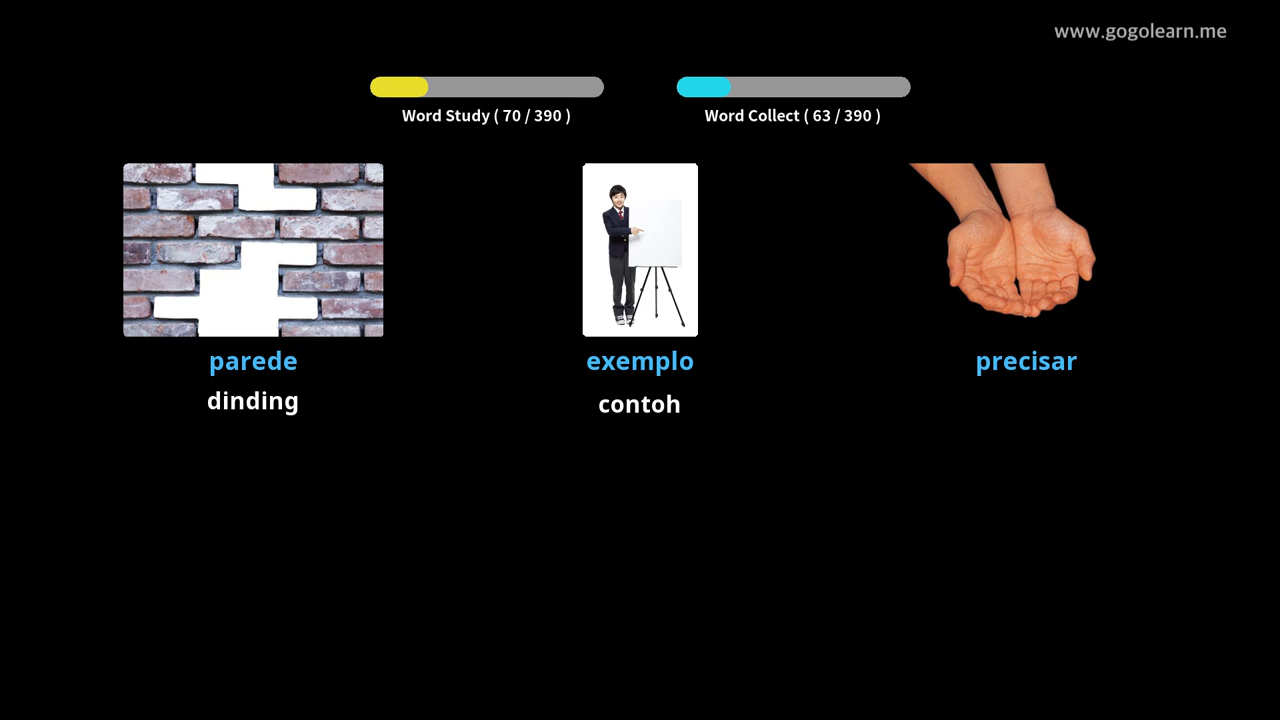 www.gogolearn.me
Word Study ( 70 / 390 )
Word Collect ( 63 / 390 )
parede
exemplo
precisar
dinding
contoh